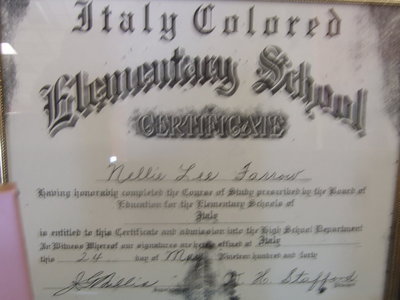 Italy Colored
Elementary School
CERTIFICATE
Nellie Lee Farrow
Having honorably completed the Course of Study prescribed by the Board of
Education for the Elementary Schools of
Italy
is entitled to this Certificate and admission into the High School Department
In Witness Whereof our signatures are hereto affixed at Italy
this 24 day of May Nineteen hundred and forty
H. Stafford